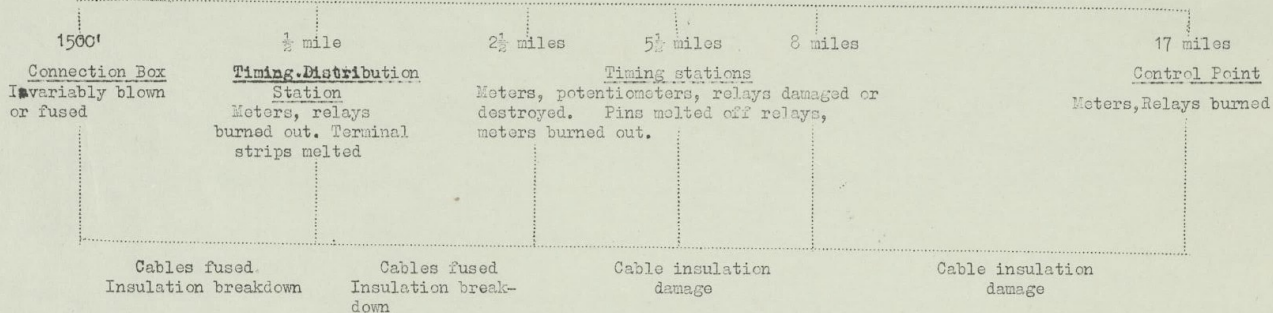 1500' ½ mile 2½ miles 5½ miles 8 miles 17 miles
Connection Box
Invariably blown
or fused
Timing Distribution
Station
Meters, relays
burned out. Terminal
strips melted
Timing stations
Meters, potentiometers, relays damaged or
destroyed. Pins melted off relays,
meters burned out.
Control Point
Meters,Relays burned
Cables fused
Insulation breakdown
Cables fused
Insulation break-
down
Cable insulation
damage
Cable insulation
damage